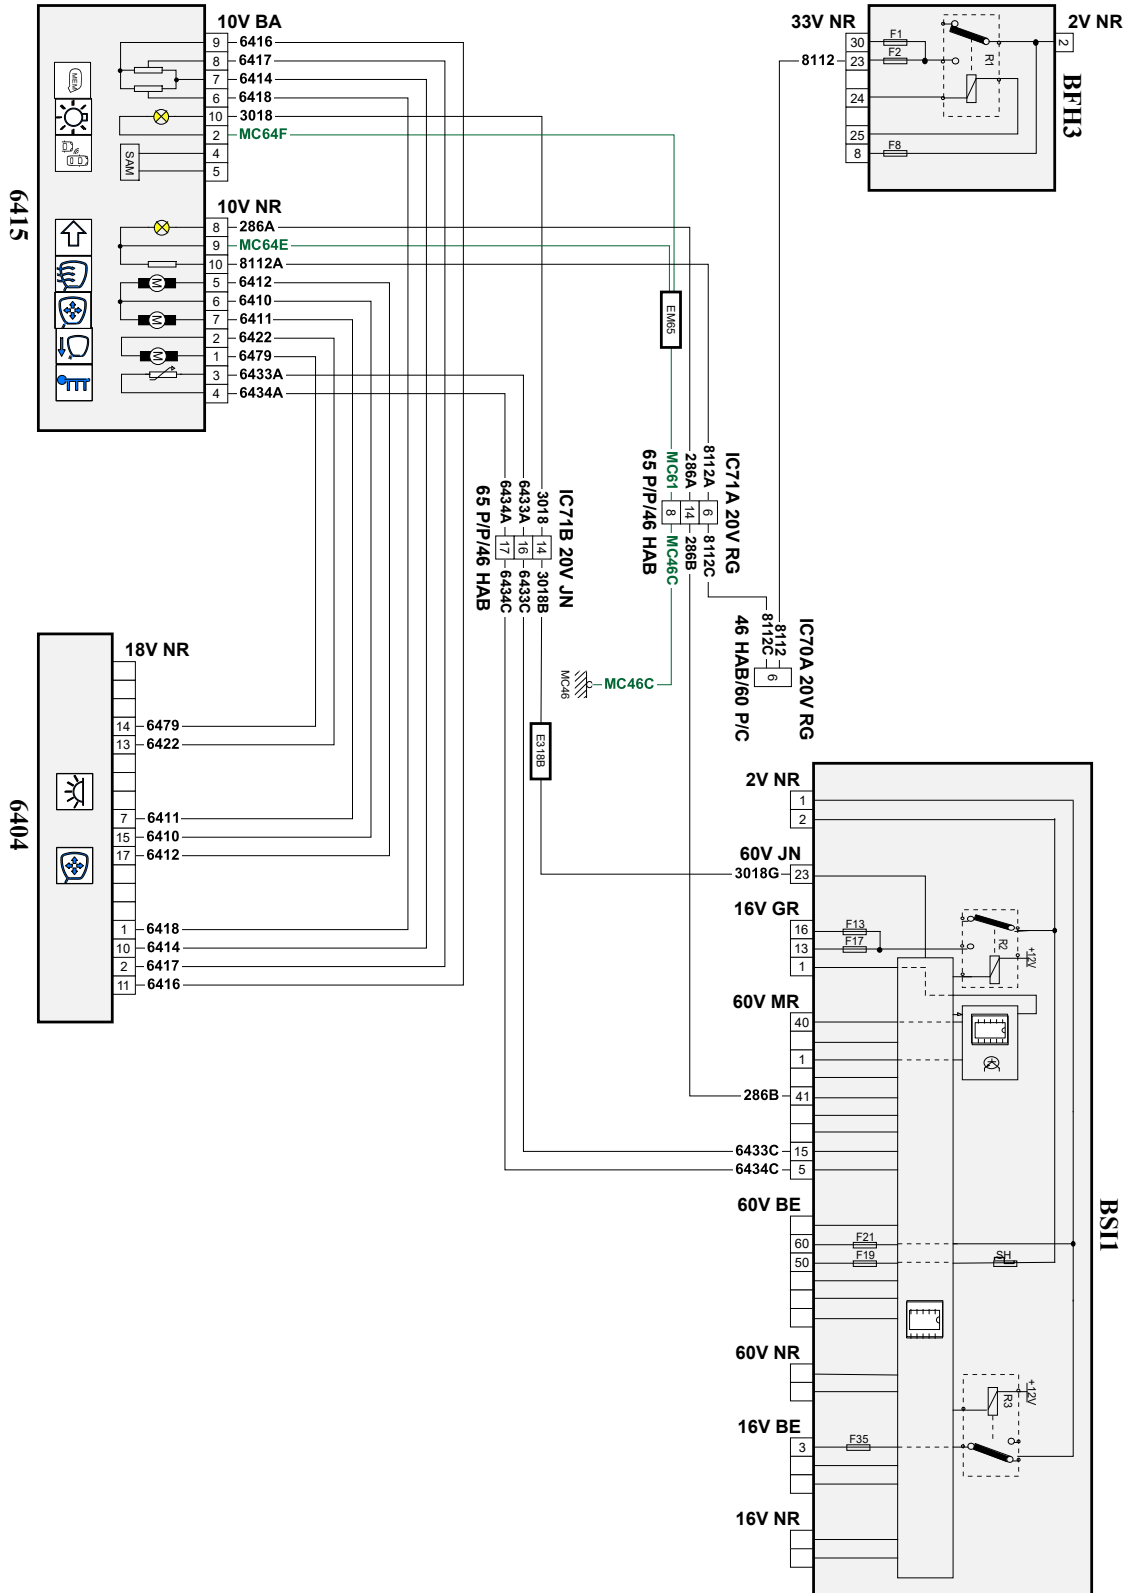 10V BA
9 6416
8 6417
7 6414
6 6418
10 3018
2 MC64F
4
5
MEM
SAM
10V NR
8 286A
9 MC64E
10 8112A
5 6412
6 6410
7 6411
2 6422
1 6479
3 6433A
4 6434A
M
M
M
6415
33V NR
2V NR
30 F1
8112 23 F2
24
25
8 F8
R1
2
BFH3
EM65
IC71A 20V RG
65 P/P/46 HAB
8112A 6 8112C
286A 14 286B
MC61 8 MC46C
IC71B 20V JN
65 P/P/46 HAB
3018 14 3018B
6433A 16 6433C
6434A 17 6434C
IC70A 20V RG
46 HAB/60 P/C
8112
8112C
6
MC46C
MC46
E318B
18V NR
14 6479
13 6422
7 6411
15 6410
17 6412
1 6418
10 6414
2 6417
11 6416
6404
2V NR
1
2
60V JN
3018G 23
16V GR
16 F13
13 F17
1
R2
+12V
60V MR
40
1
286B 41
6433C 15
6434C 5
60V BE
60 F21
50 F19
SH
60V NR
16V BE
3 F35
R3
+12V
16V NR
BSI1